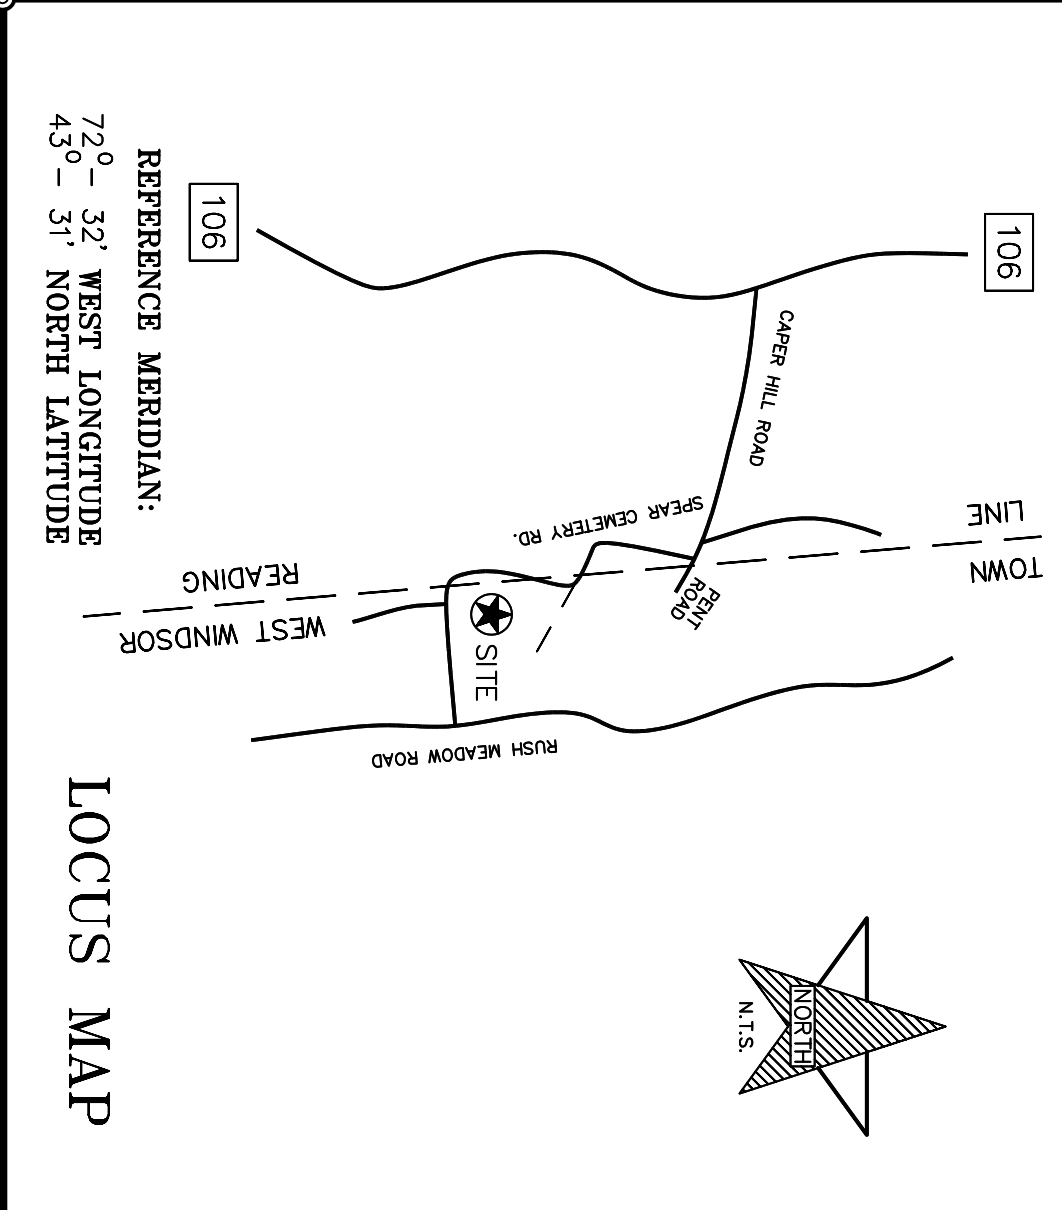 106
106
CAPER HILL ROAD
SPEAR CEMETERY RD.
PENT
ROAD
LINE
TOWN
READING
WEST WINDSOR
SITE
RUSH MEADOW ROAD
NORTH
N.T.S.
REFERENCE MERIDIAN:
72°– 32' WEST LONGITUDE
43°– 31' NORTH LATITUDE
LOCUS MAP